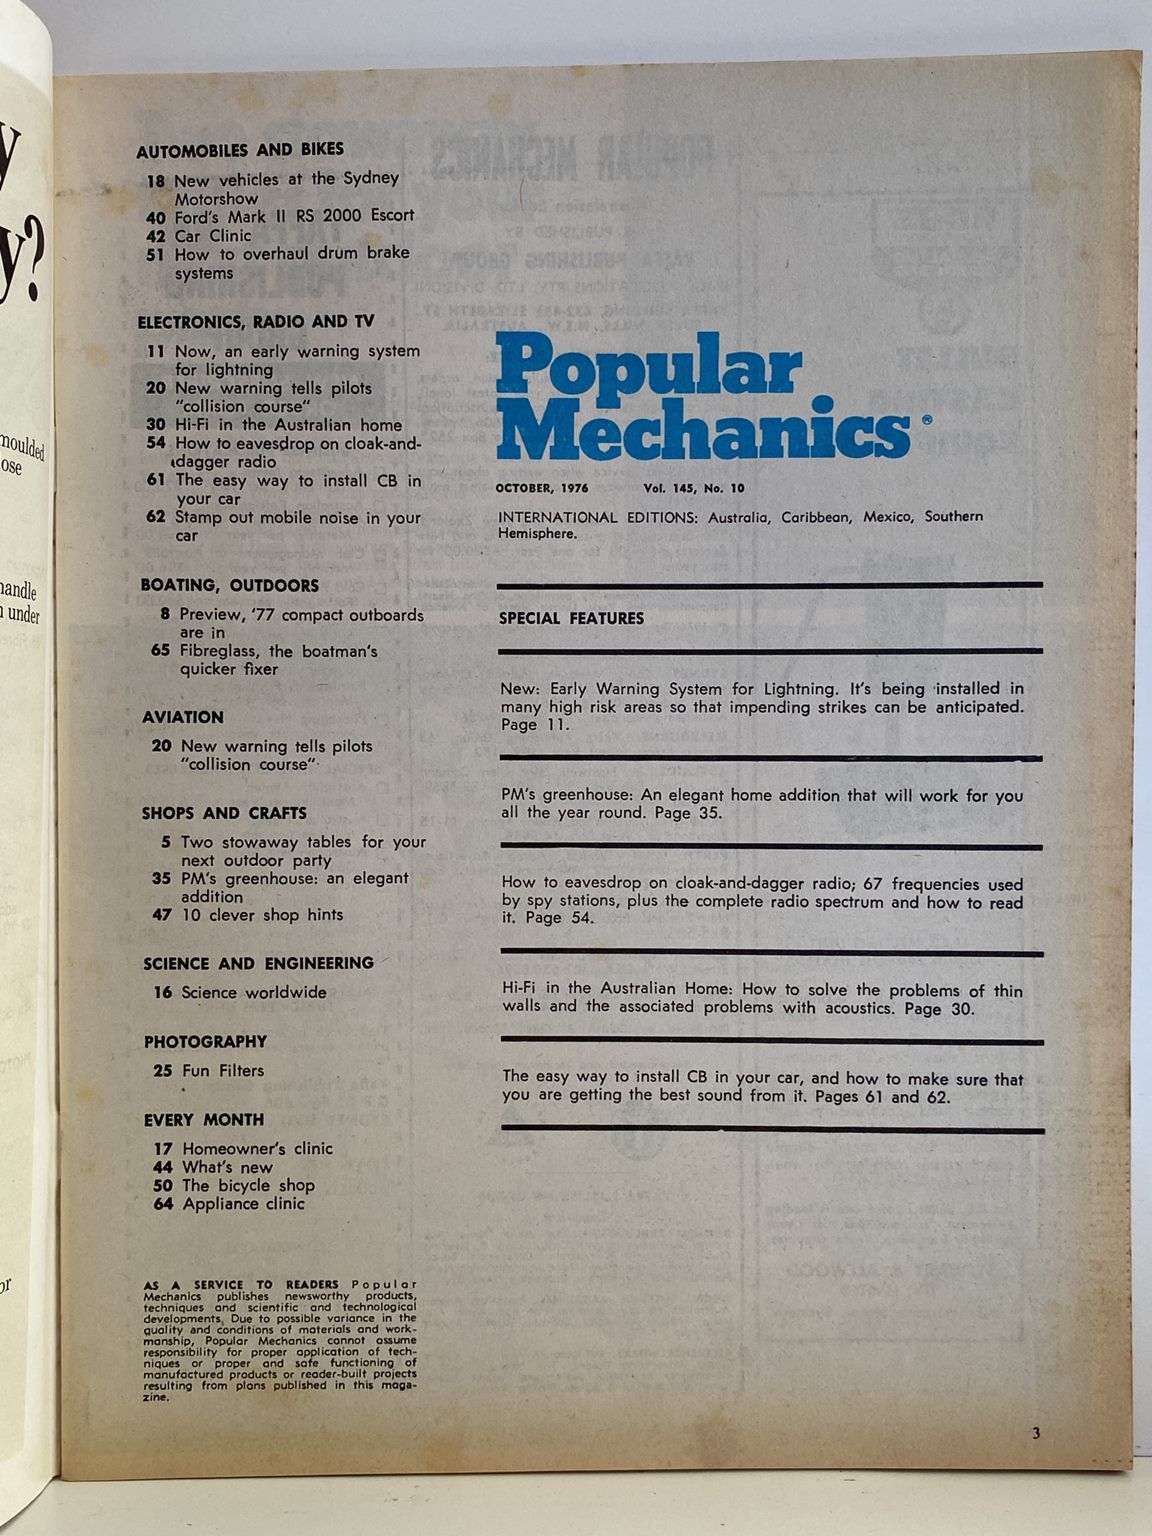 AUTOMOBILES AND BIKES
18 New vehicles at the Sydney
Motorshow
40 Ford's Mark II RS 2000 Escort
42 Car Clinic
51 How to overhaul drum brake
systems
ELECTRONICS, RADIO AND TV
11 Now, an early warning system
for lightning
20 New warning tells pilots
"collision course"
30 Hi-Fi in the Australian home
54 How to eavesdrop on cloak-and-
dagger radio
61 The easy way to install CB in
your car
62 Stamp out mobile noise in your
car
BOATING, OUTDOORS
8 Preview, '77 compact outboards
are in
65 Fibreglass, the boatman's
quicker fixer
AVIATION
20 New warning tells pilots
"collision course"
SHOPS AND CRAFTS
5 Two stowaway tables for your
next outdoor party
35 PM's greenhouse: an elegant
addition
47 10 clever shop hints
SCIENCE AND ENGINEERING
16 Science worldwide
PHOTOGRAPHY
25 Fun Filters
EVERY MONTH
17 Homeowner's clinic
44 What's new
50 The bicycle shop
64 Appliance clinic
AS A SERVICE TO READERS Popular
Mechanics publishes newsworthy products,
techniques and scientific and technological
developments. Due to possible variance in the
quality and conditions of materials and work-
manship, Popular Mechanics cannot assume
responsibility for proper application of tech-
niques or proper and safe functioning of
manufactured products or reader-built projects
resulting from plans published in this maga-
zine.
Popular
Mechanics®
OCTOBER, 1976 Vol. 145, No. 10
INTERNATIONAL EDITIONS: Australia, Caribbean, Mexico, Southern
Hemisphere.
SPECIAL FEATURES
New: Early Warning System for Lightning. It's being installed in
many high risk areas so that impending strikes can be anticipated.
Page 11.
PM's greenhouse: An elegant home addition that will work for you
all the year round. Page 35.
How to eavesdrop on cloak-and-dagger radio; 67 frequencies used
by spy stations, plus the complete radio spectrum and how to read
it. Page 54.
Hi-Fi in the Australian Home: How to solve the problems of thin
walls and the associated problems with acoustics. Page 30.
The easy way to install CB in your car, and how to make sure that
you are getting the best sound from it. Pages 61 and 62.
3
y?
moulded
handle
under